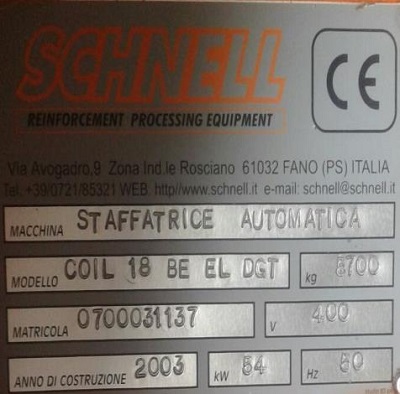 SCHNELL
CE
REINFORCEMENT PROCESSING EQUIPMENT
Via Avogadro,9 Zona Ind.le Rosciano 61032 FANO (PS) ITALIA
Tel. +39/0721/85321 WEB. http//www.schnell.it e-mail: schnell@schnell.it
MACCHINA STAFFATRICE AUTOMATICA
MODELLO COIL 18 BE EL DGT kg 5700
MATRICOLA 0700031137 V 400
ANNO DI COSTRUZIONE 2003 kW 54 Hz 50